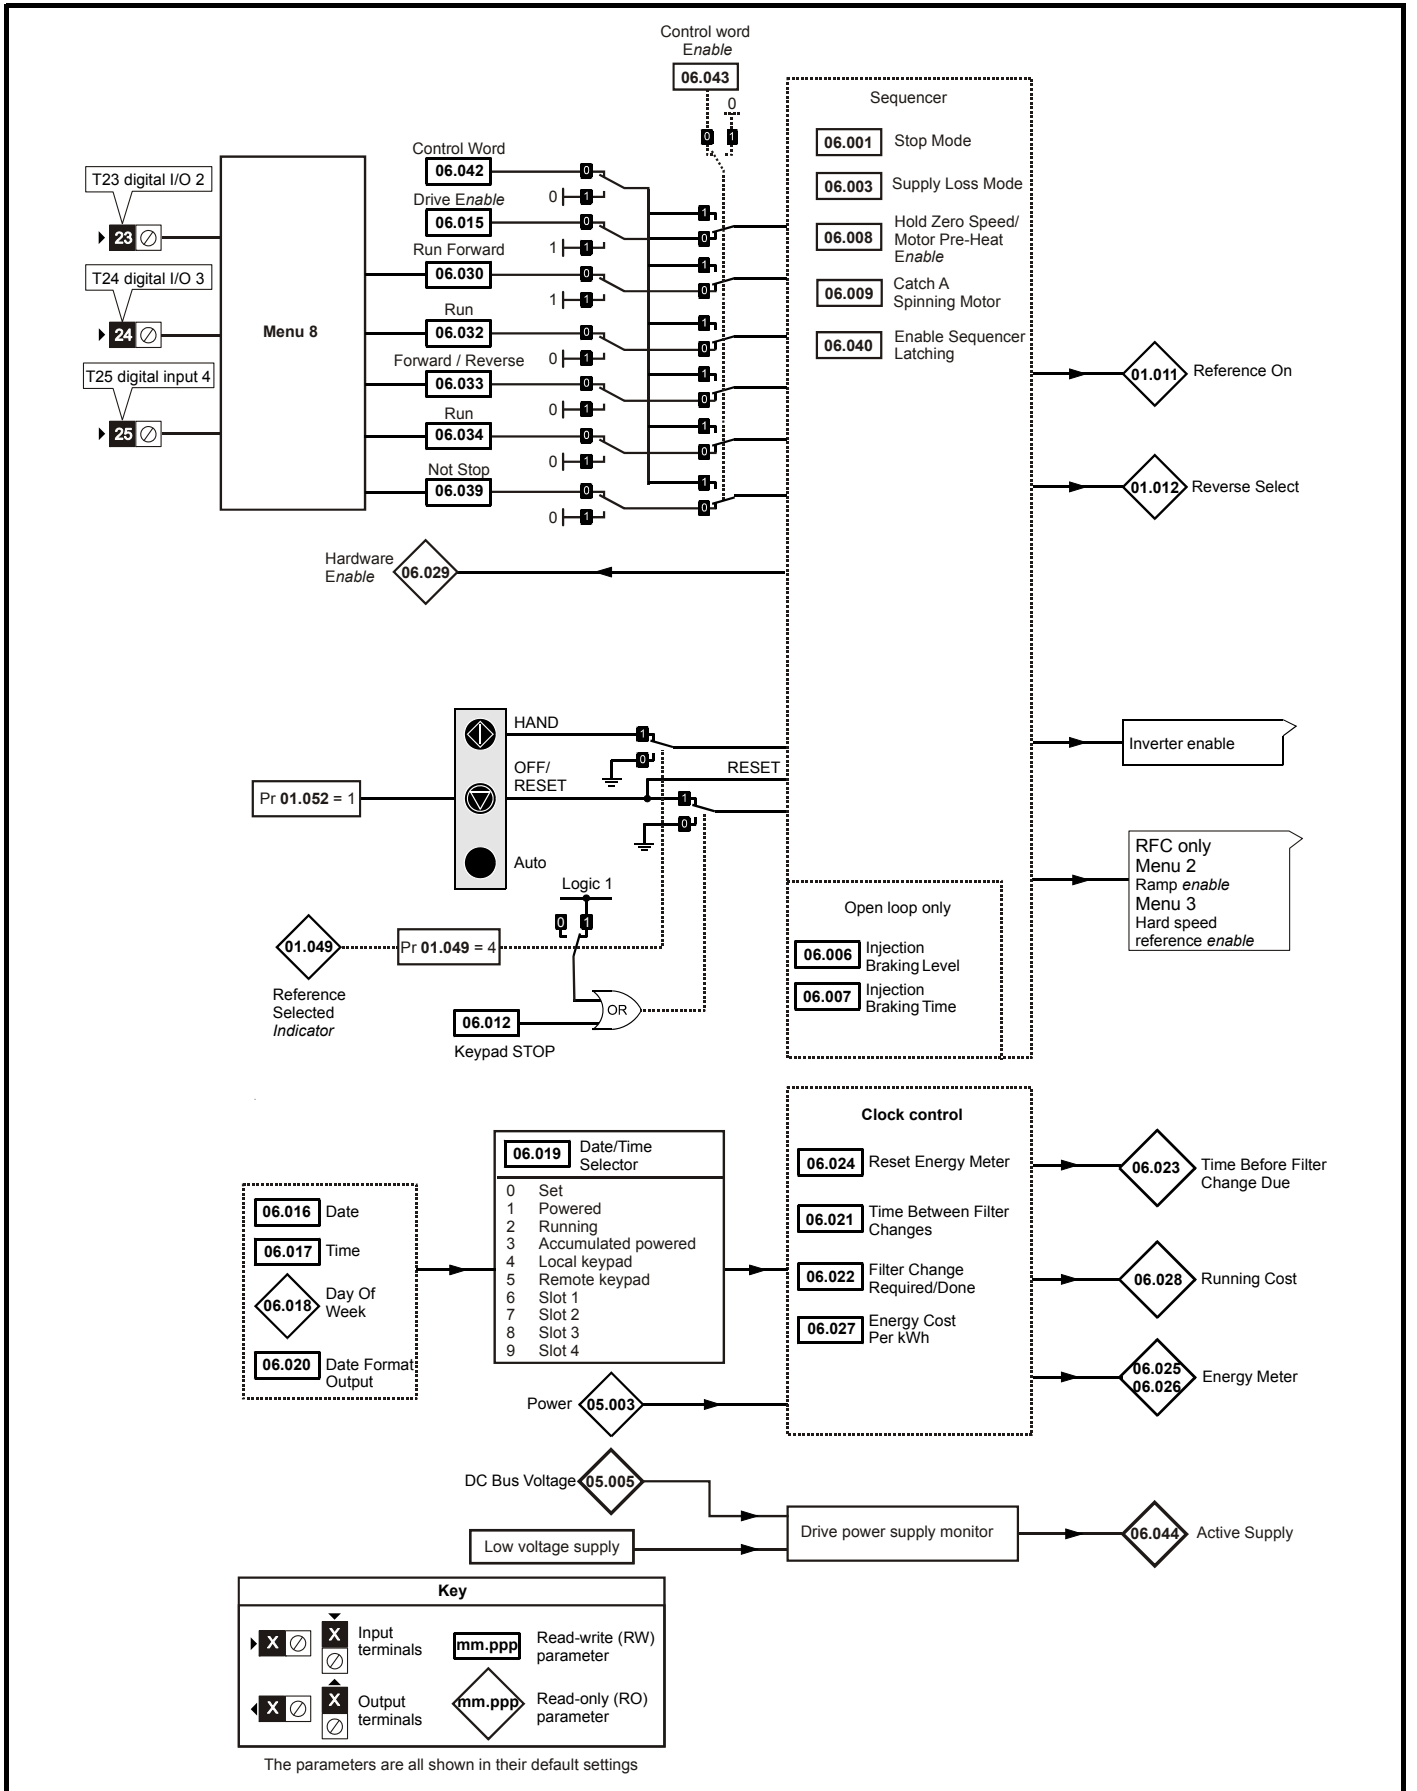 Control word
Enable
06.043
0
0 1
Sequencer
06.001 Stop Mode
06.003 Supply Loss Mode
06.008 Hold Zero Speed/
Motor Pre-Heat
Enable
06.009 Catch A
Spinning Motor
06.040 Enable Sequencer
Latching
T23 digital I/O 2
23
T24 digital I/O 3
24
T25 digital input 4
25
Menu 8
Control Word
06.042 0
0 1
Drive Enable
06.015 0
1 1
Run Forward
06.030 0
1 1
Run
06.032 0
0 1
Forward / Reverse
06.033 0
0 1
Run
06.034 0
0 1
Not Stop
06.039 0
0 1
1
0
1
0
1
0
1
0
1
0
1
0
01.011 Reference On
01.012 Reverse Select
Hardware
Enable
06.029
Pr 01.052 = 1
HAND
OFF/
RESET
Auto
1
0
RESET
1
0
Logic 1
0 1
01.049
Reference
Selected
Indicator
Pr 01.049 = 4
06.012
Keypad STOP
OR
Inverter enable
RFC only
Menu 2
Ramp enable
Menu 3
Hard speed
reference enable
Open loop only
06.006 Injection
Braking Level
06.007 Injection
Braking Time
06.016 Date
06.017 Time
06.018 Day Of
Week
06.020 Date Format
Output
06.019 Date/Time
Selector
0 Set
1 Powered
2 Running
3 Accumulated powered
4 Local keypad
5 Remote keypad
6 Slot 1
7 Slot 2
8 Slot 3
9 Slot 4
Clock control
06.024 Reset Energy Meter
06.021 Time Between Filter
Changes
06.022 Filter Change
Required/Done
06.027 Energy Cost
Per kWh
06.023 Time Before Filter
Change Due
06.028 Running Cost
06.025
06.026 Energy Meter
Power 05.003
DC Bus Voltage 05.005
Low voltage supply
Drive power supply monitor
06.044 Active Supply
Key
X X Input
terminals
X X Output
terminals
mm.ppp Read-write (RW)
parameter
mm.ppp Read-only (RO)
parameter
The parameters are all shown in their default settings